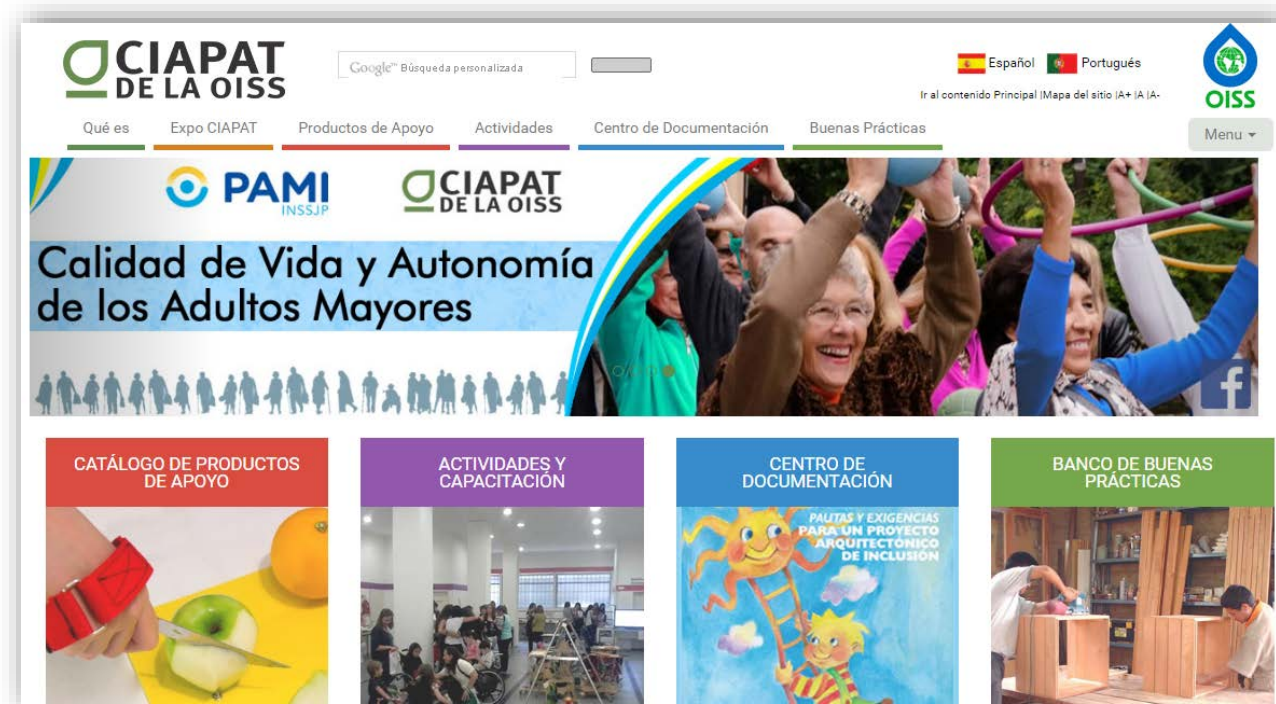 CIAPAT
DE LA OISS
Google™ Búsqueda personalizada
Español
Portugués
Ir al contenido Principal |Mapa del sitio |A+ |A |A-
OISS
Qué es
Expo CIAPAT
Productos de Apoyo
Actividades
Centro de Documentación
Buenas Prácticas
Menu
PAMI
INSSJP
CIAPAT
DE LA OISS
Calidad de Vida y Autonomía
de los Adultos Mayores
f
CATÁLOGO DE PRODUCTOS
DE APOYO
ACTIVIDADES Y
CAPACITACIÓN
CENTRO DE
DOCUMENTACIÓN
BANCO DE BUENAS
PRÁCTICAS
PAUTAS Y EXIGENCIAS
PARA UN PROYECTO
ARQUITECTÓNICO
DE INCLUSIÓN